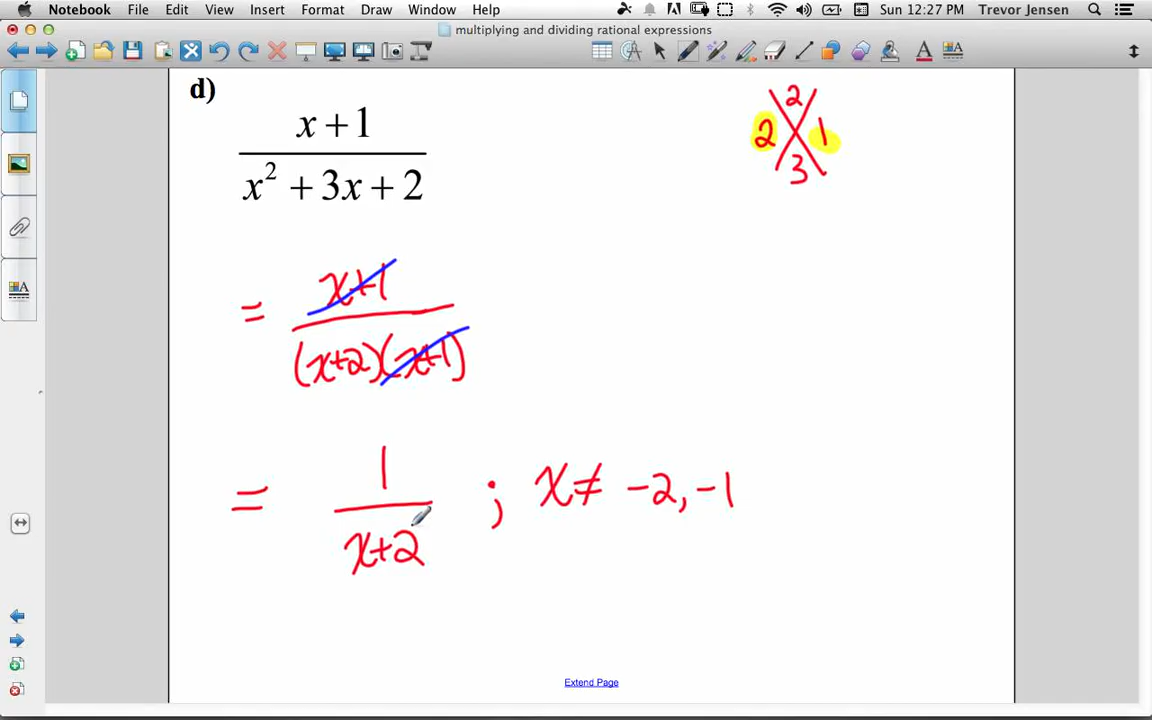 Notebook File Edit View Insert Format Draw Window Help Sun 12:27 PM Trevor Jensen
multiplying and dividing rational expressions
d)
x + 1
x² + 3x + 2
2
2 1
3
= x+1
(x+2)(x+1)
= 1 ; x ≠ -2, -1
x+2
Extend Page